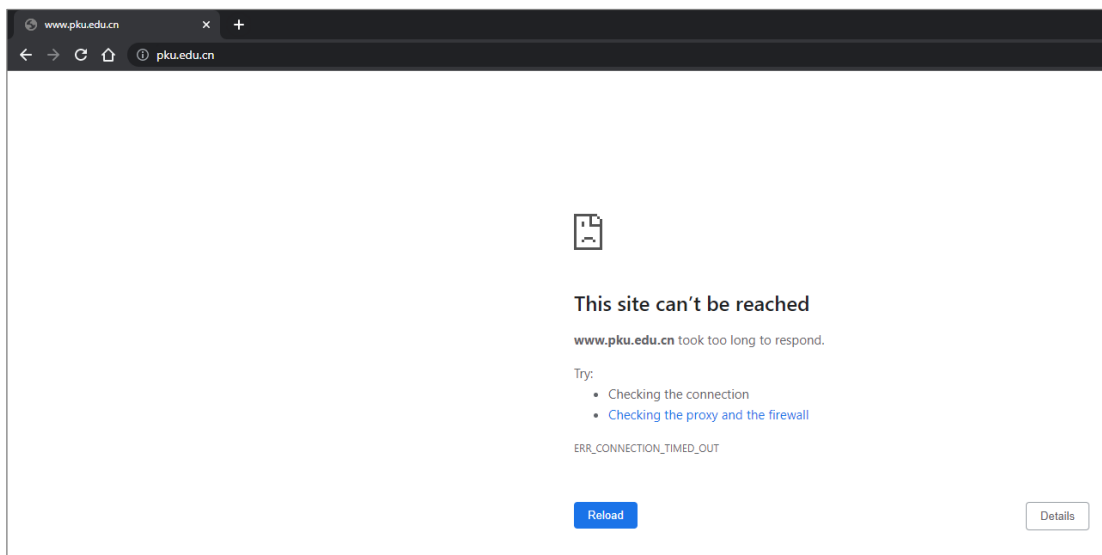 www.pku.edu.cn
pku.edu.cn
This site can't be reached
www.pku.edu.cn took too long to respond.
Try:
• Checking the connection
• Checking the proxy and the firewall
ERR_CONNECTION_TIMED_OUT
Reload Details